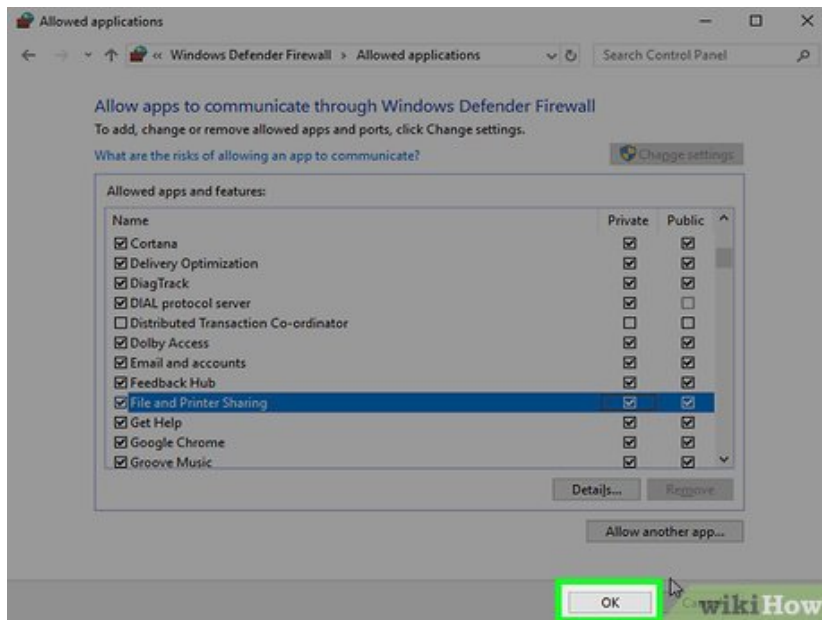 Allowed applications
« Windows Defender Firewall › Allowed applications
Search Control Panel
Allow apps to communicate through Windows Defender Firewall
To add, change or remove allowed apps and ports, click Change settings.
What are the risks of allowing an app to communicate?
Change settings
Allowed apps and features:
Name Private Public
Cortana
Delivery Optimization
DiagTrack
DIAL protocol server
Distributed Transaction Co-ordinator
Dolby Access
Email and accounts
Feedback Hub
File and Printer Sharing
Get Help
Google Chrome
Groove Music
Details... Remove
Allow another app...
OK
wikiHow